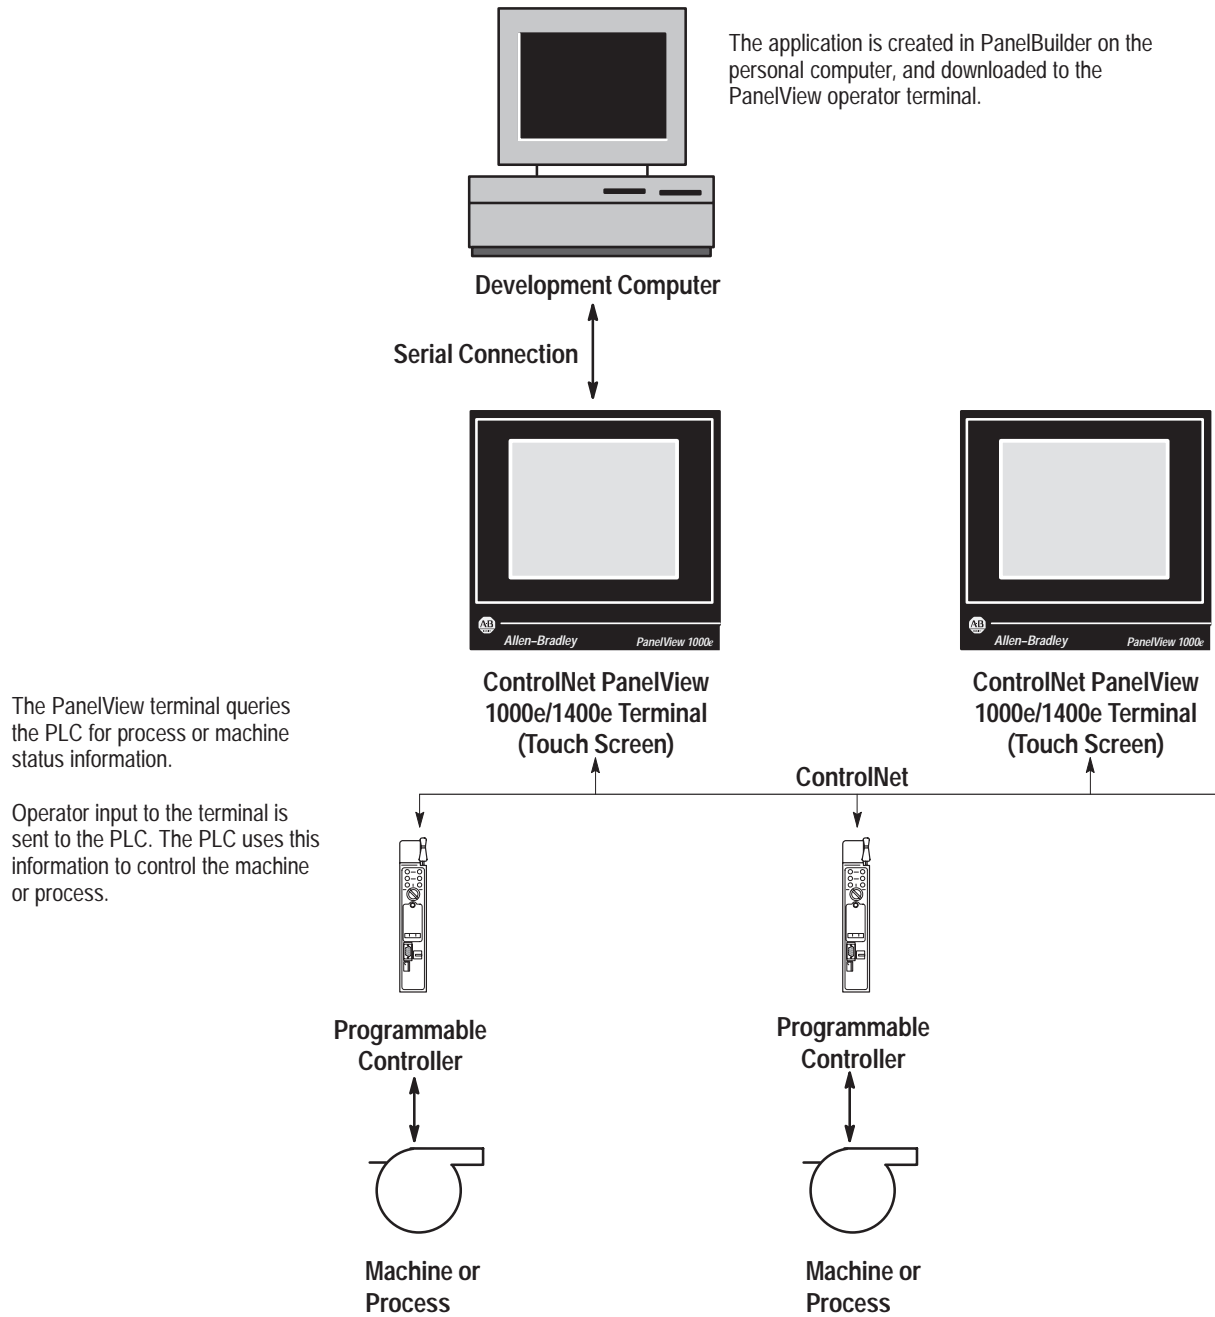 The application is created in PanelBuilder on the
personal computer, and downloaded to the
PanelView operator terminal.
Development Computer
Serial Connection
A·B
Allen–Bradley PanelView 1000e
A·B
Allen–Bradley PanelView 1000e
ControlNet PanelView
1000e/1400e Terminal
(Touch Screen)
ControlNet PanelView
1000e/1400e Terminal
(Touch Screen)
The PanelView terminal queries
the PLC for process or machine
status information.
Operator input to the terminal is
sent to the PLC. The PLC uses this
information to control the machine
or process.
ControlNet
Programmable
Controller
Programmable
Controller
Machine or
Process
Machine or
Process